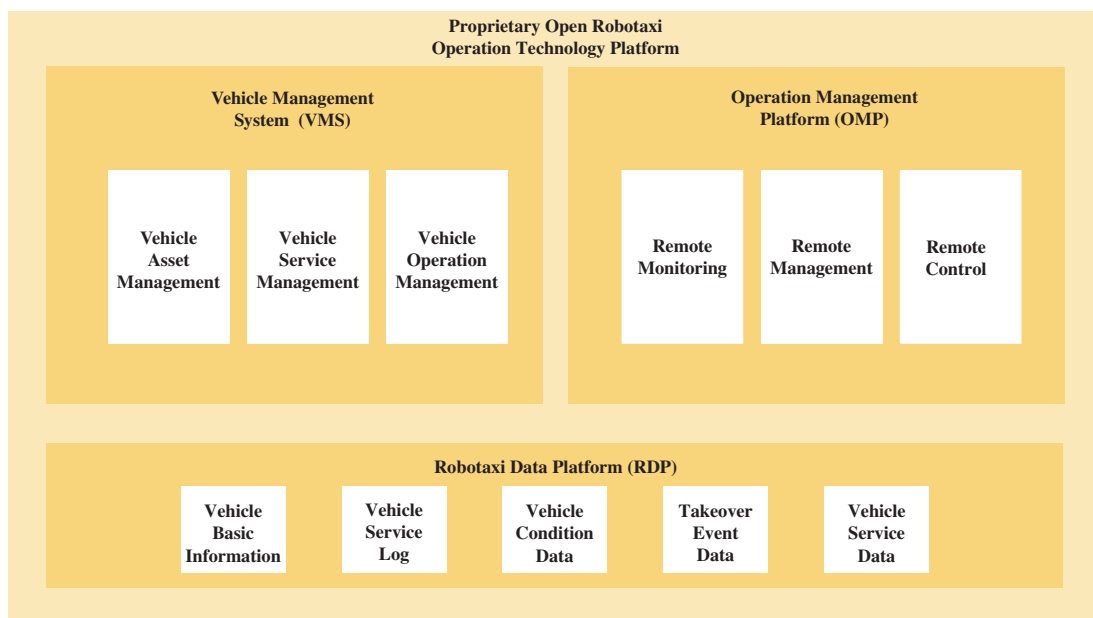 Proprietary Open Robotaxi
Operation Technology Platform
Vehicle Management
System (VMS)
Vehicle
Asset
Management
Vehicle
Service
Management
Vehicle
Operation
Management
Operation Management
Platform (OMP)
Remote
Monitoring
Remote
Management
Remote
Control
Robotaxi Data Platform (RDP)
Vehicle
Basic
Information
Vehicle
Service
Log
Vehicle
Condition
Data
Takeover
Event
Data
Vehicle
Service
Data